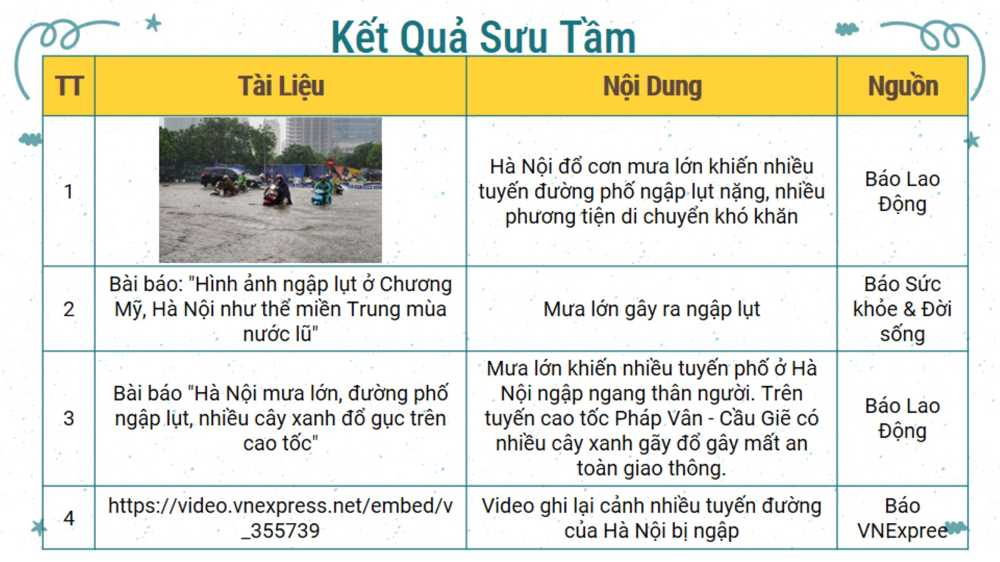 Kết Quả Sưu Tầm
TT
Tài Liệu
Nội Dung
Nguồn
1
Hà Nội đổ cơn mưa lớn khiến nhiều
tuyến đường phố ngập lụt nặng, nhiều
phương tiện di chuyển khó khăn
Báo Lao
Động
2
Bài báo: "Hình ảnh ngập lụt ở Chương
Mỹ, Hà Nội như thể miền Trung mùa
nước lũ"
Mưa lớn gây ra ngập lụt
Báo Sức
khỏe & Đời
sống
3
Bài báo "Hà Nội mưa lớn, đường phố
ngập lụt, nhiều cây xanh đổ gục trên
cao tốc"
Mưa lớn khiến nhiều tuyến phố ở Hà
Nội ngập ngang thân người. Trên
tuyến cao tốc Pháp Vân - Cầu Giẽ có
nhiều cây xanh gãy đổ gây mất an
toàn giao thông.
Báo Lao
Động
4
https://video.vnexpress.net/embed/v
_355739
Video ghi lại cảnh nhiều tuyến đường
của Hà Nội bị ngập
Báo
VNExpree